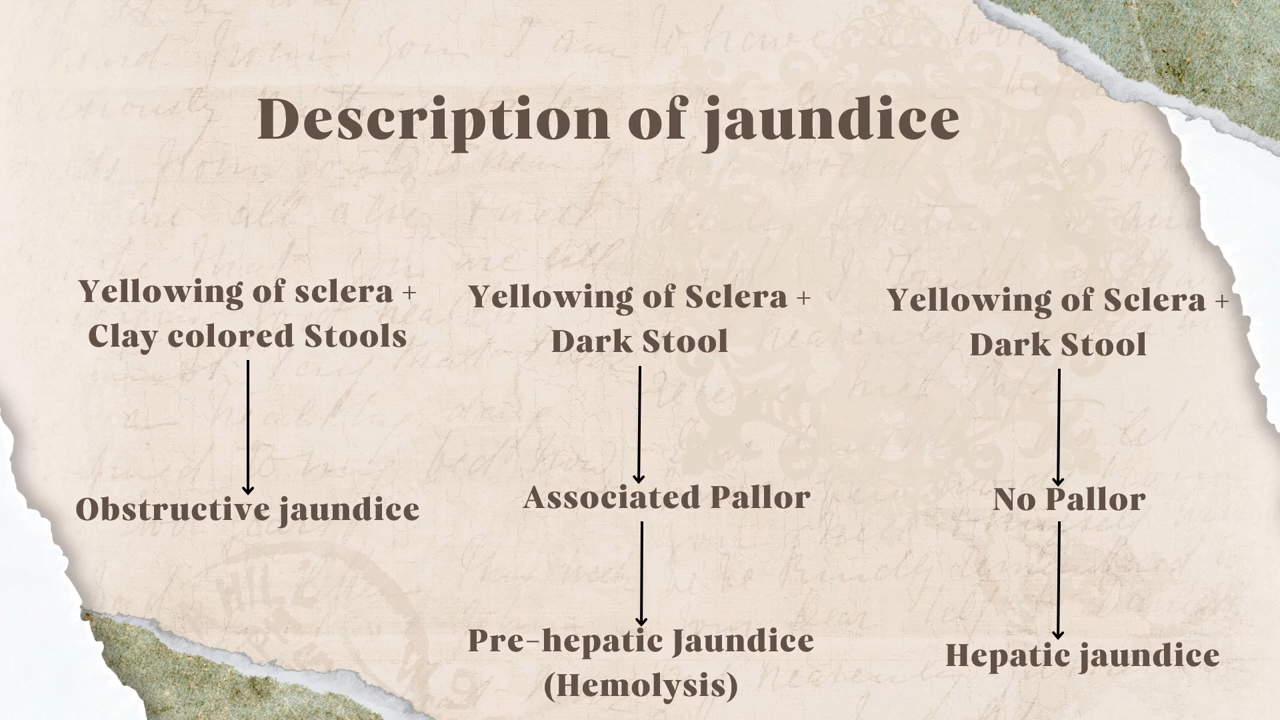 Description of jaundice
Yellowing of sclera +
Clay colored Stools
Obstructive jaundice
Yellowing of Sclera +
Dark Stool
Associated Pallor
Pre-hepatic Jaundice
(Hemolysis)
Yellowing of Sclera +
Dark Stool
No Pallor
Hepatic jaundice